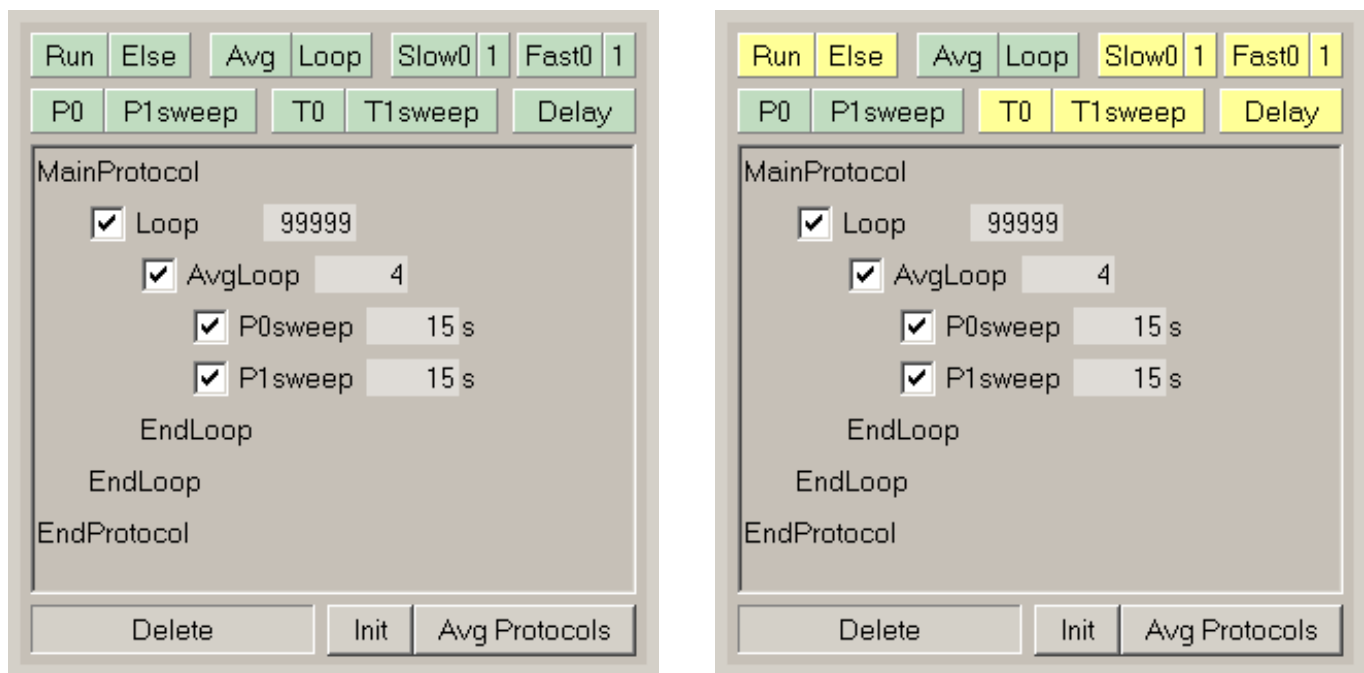 Run Else Avg Loop Slow0 1 Fast0 1
P0 P1sweep T0 T1sweep Delay
MainProtocol
Loop 99999
AvgLoop 4
P0sweep 15 s
P1sweep 15 s
EndLoop
EndLoop
EndProtocol
Delete Init Avg Protocols
Run Else Avg Loop Slow0 1 Fast0 1
P0 P1sweep T0 T1sweep Delay
MainProtocol
Loop 99999
AvgLoop 4
P0sweep 15 s
P1sweep 15 s
EndLoop
EndLoop
EndProtocol
Delete Init Avg Protocols